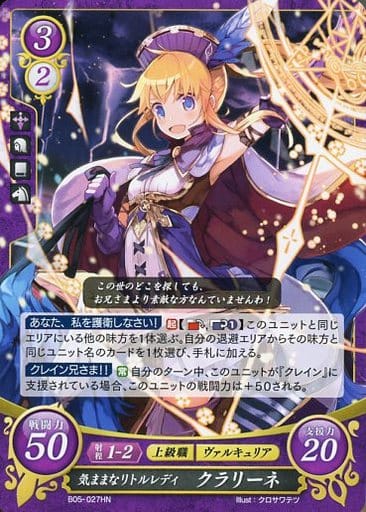 3
2
この世のどこを探しても、
お兄さまより素敵な方なんていませんわ!
あなた、私を護衛しなさい! 起【 、 1】このユニットと同じ
エリアにいる他の味方を1体選ぶ。自分の退避エリアからその味方と
同じユニット名のカードを1枚選び、手札に加える。
クレイン兄さま!! 常 自分のターン中、このユニットが『クレイン』に
支援されている場合、このユニットの戦闘力は+50される。
戦闘力 50
射程 1-2 上級職 ヴァルキュリア
支援力 20
気ままなリトルレディ クラリーネ
B05-027HN
Illust:クロサワテツ